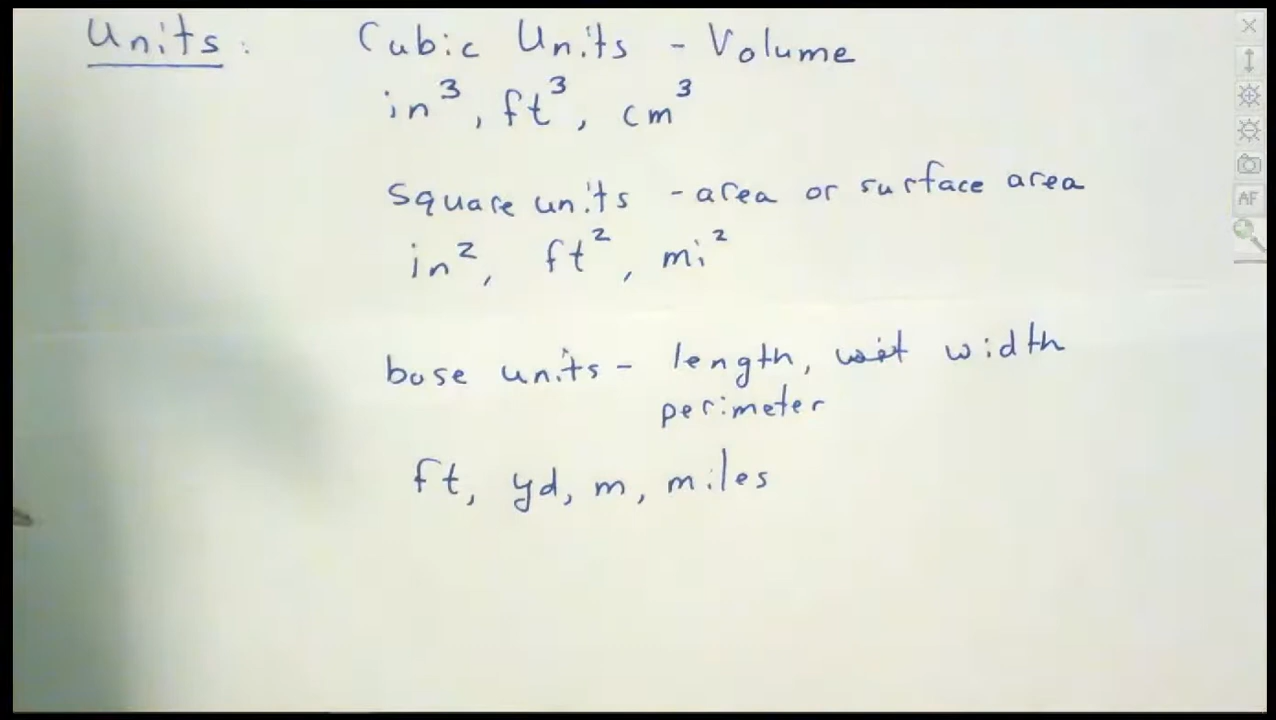 Units: Cubic Units - Volume
in³, ft³, cm³
square units - area or surface area
in², ft², mi²
base units - length, width
perimeter
ft, yd, m, miles
AF